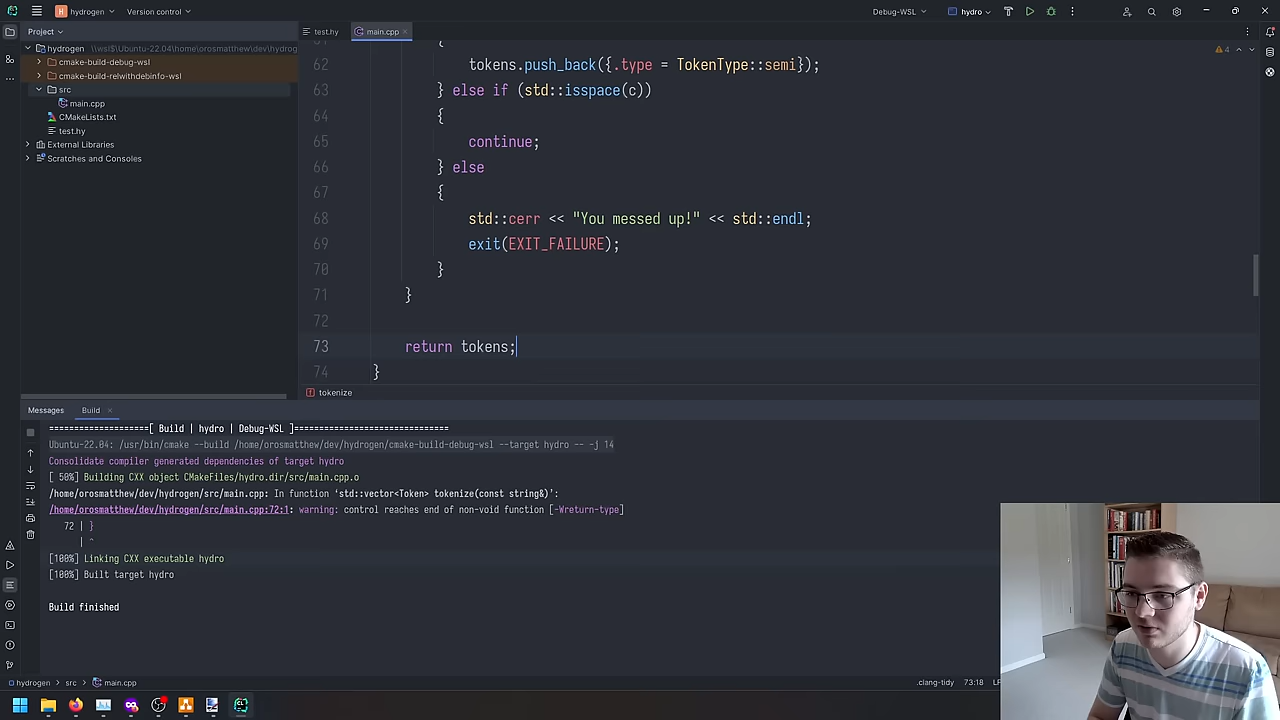 H hydrogen Version control Debug-WSL hydro
Project test.hy main.cpp
hydrogen \\wsl$\Ubuntu-22.04\home\orosmatthew\dev\hydrog
cmake-build-debug-wsl
cmake-build-relwithdebinfo-wsl
src
main.cpp
CMakeLists.txt
test.hy
External Libraries
Scratches and Consoles
4
{
62 tokens.push_back({.type = TokenType::semi});
63 } else if (std::isspace(c))
64 {
65 continue;
66 } else
67 {
68 std::cerr << "You messed up!" << std::endl;
69 exit(EXIT_FAILURE);
70 }
71 }
72
73 return tokens;
74 }
f tokenize
Messages Build
====================[ Build | hydro | Debug-WSL ]==============================
Ubuntu-22.04: /usr/bin/cmake --build /home/orosmatthew/dev/hydrogen/cmake-build-debug-wsl --target hydro -- -j 14
Consolidate compiler generated dependencies of target hydro
[ 50%] Building CXX object CMakeFiles/hydro.dir/src/main.cpp.o
/home/orosmatthew/dev/hydrogen/src/main.cpp: In function ‘std::vector<Token> tokenize(const string&)’:
/home/orosmatthew/dev/hydrogen/src/main.cpp:72:1: warning: control reaches end of non-void function [-Wreturn-type]
72 | }
| ^
[100%] Linking CXX executable hydro
[100%] Built target hydro
Build finished
hydrogen > src > main.cpp .clang-tidy 73:18